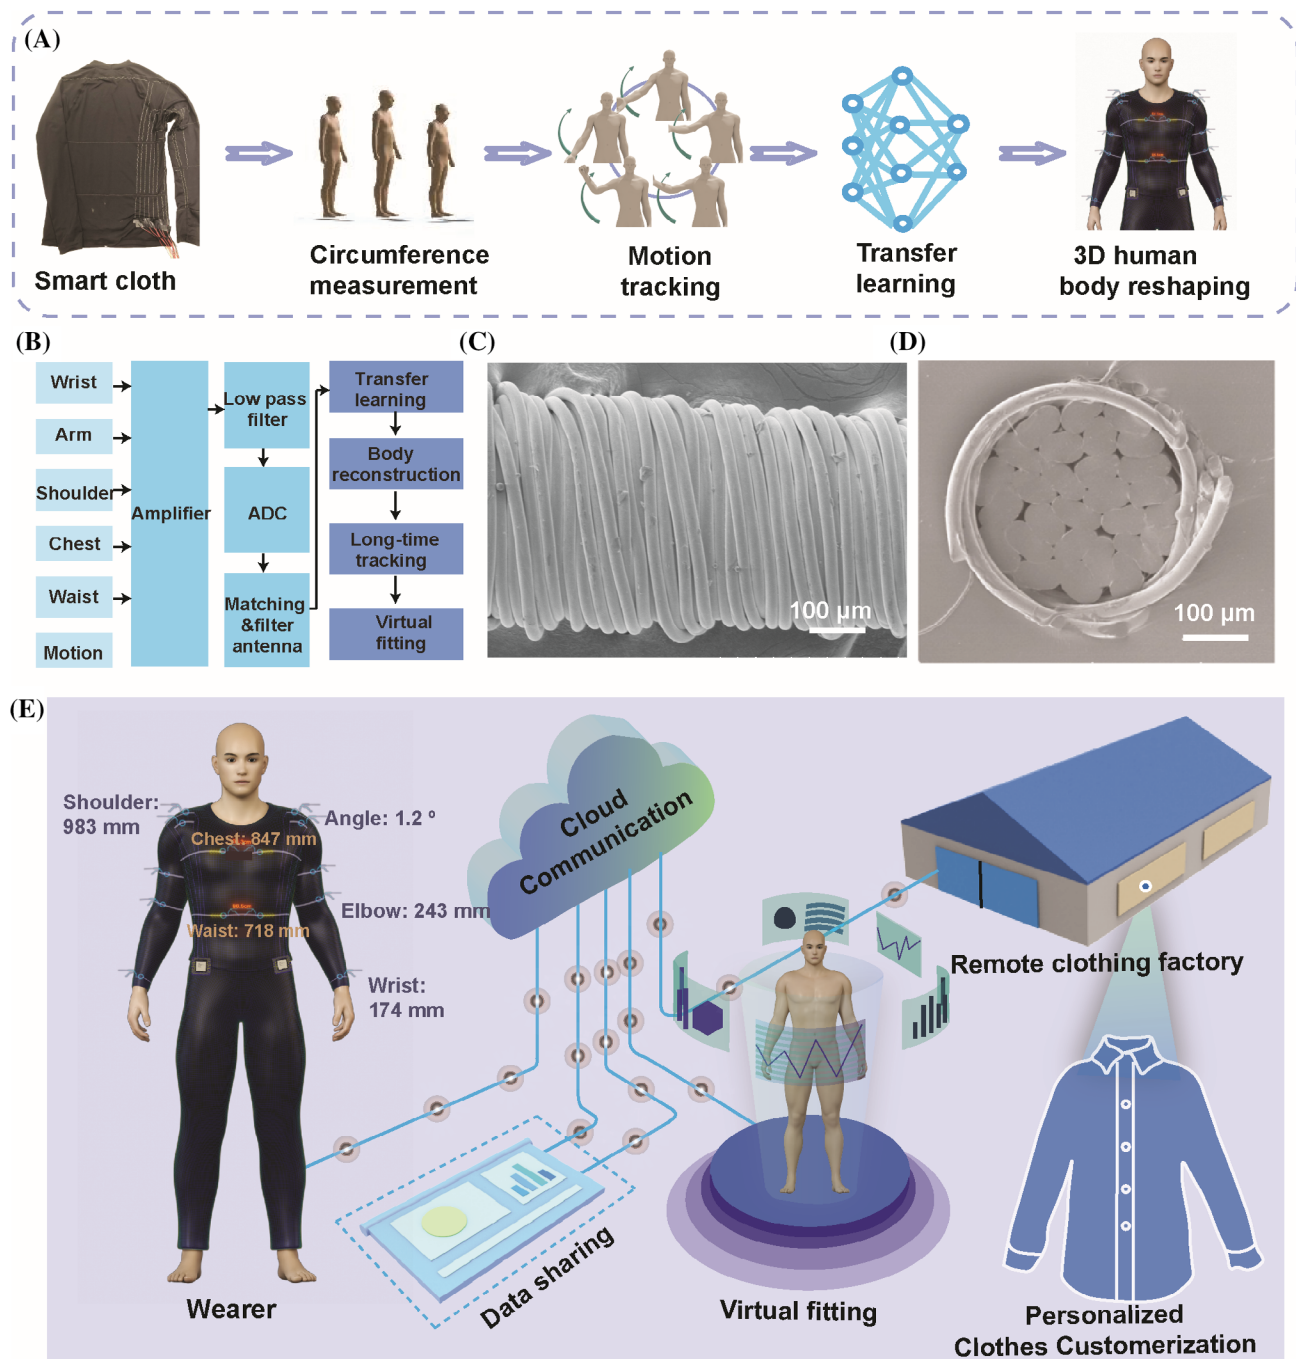 (A)
Smart cloth
Circumference
measurement
Motion
tracking
Transfer
learning
3D human
body reshaping
(B)
Wrist
Arm
Shoulder
Chest
Waist
Motion
Amplifier
Low pass
filter
ADC
Matching
&filter
antenna
Transfer
learning
Body
reconstruction
Long-time
tracking
Virtual
fitting
(C)
100 μm
(D)
100 μm
(E)
Shoulder:
983 mm
Angle: 1.2 º
Chest: 847 mm
Elbow: 243 mm
Waist: 718 mm
Wrist:
174 mm
Wearer
Cloud
Communication
Data sharing
Virtual fitting
Remote clothing factory
Personalized
Clothes Customerization